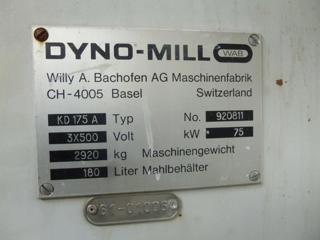 DYNO-MILL WAB
Willy A. Bachofen AG Maschinenfabrik
CH-4005 Basel Switzerland
KD 175 A Typ No. 920811
3X500 Volt kW 75
2920 kg Maschinengewicht
180 Liter Mahlbehälter